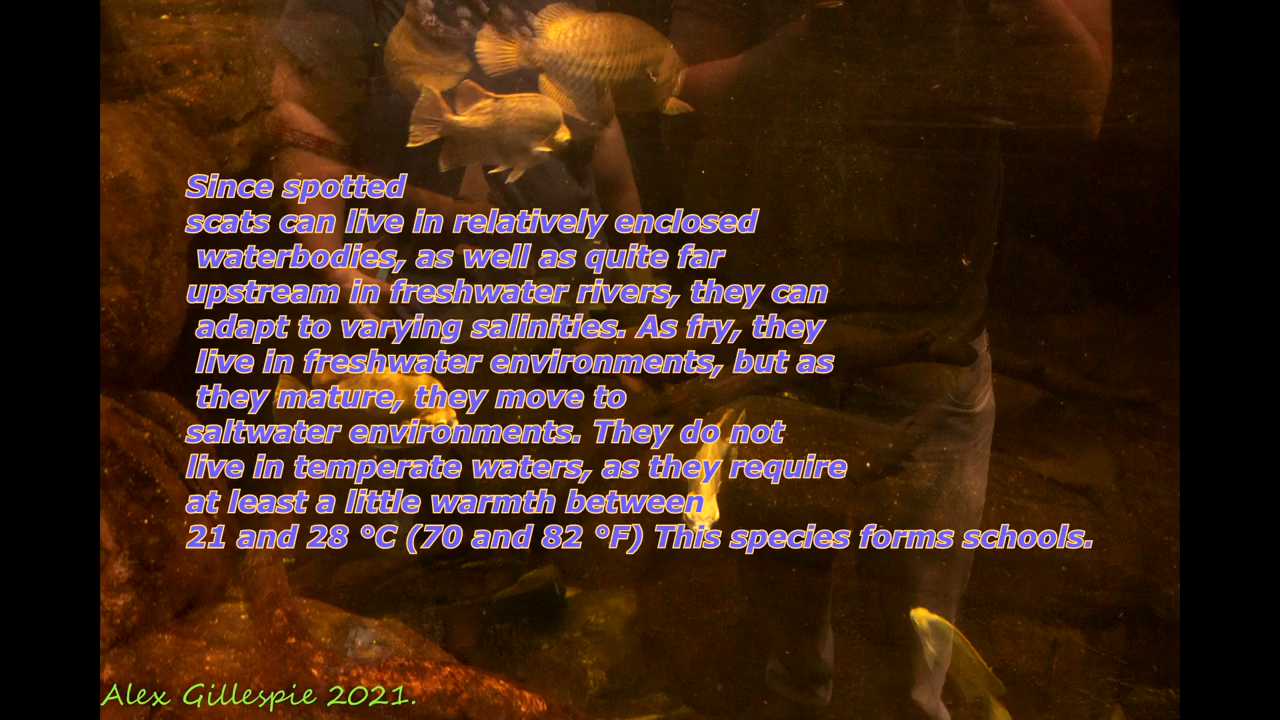 Since spotted
scats can live in relatively enclosed
waterbodies, as well as quite far
upstream in freshwater rivers, they can
adapt to varying salinities. As fry, they
live in freshwater environments, but as
they mature, they move to
saltwater environments. They do not
live in temperate waters, as they require
at least a little warmth between
21 and 28 °C (70 and 82 °F) This species forms schools.
Alex Gillespie 2021.